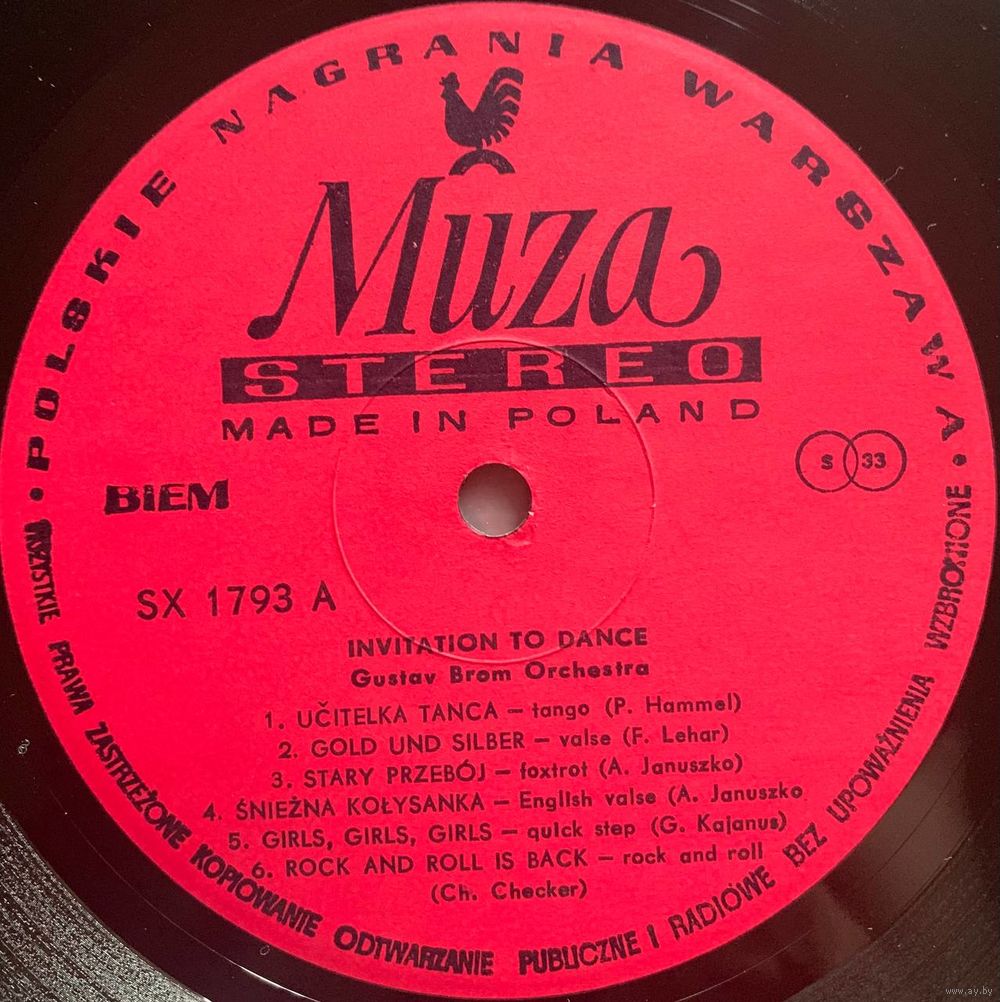 • POLSKIE NAGRANIA WARSZAWA •
Muza
STEREO
MADE IN POLAND
S 33
BIEM
SX 1793 A
INVITATION TO DANCE
Gustav Brom Orchestra
1. UČITELKA TANCA – tango (P. Hammel)
2. GOLD UND SILBER – valse (F. Lehar)
3. STARY PRZEBÓJ – foxtrot (A. Januszko)
4. ŚNIEŻNA KOŁYSANKA – English valse (A. Januszko
5. GIRLS, GIRLS, GIRLS – quick step (G. Kajanus)
6. ROCK AND ROLL IS BACK – rock and roll
(Ch. Checker)
WSZYSTKIE PRAWA ZASTRZEŻONE KOPIOWANIE ODTWARZANIE PUBLICZNE I RADIOWE BEZ UPOWAŻNIENIA WZBRONIONE
www.ay.by